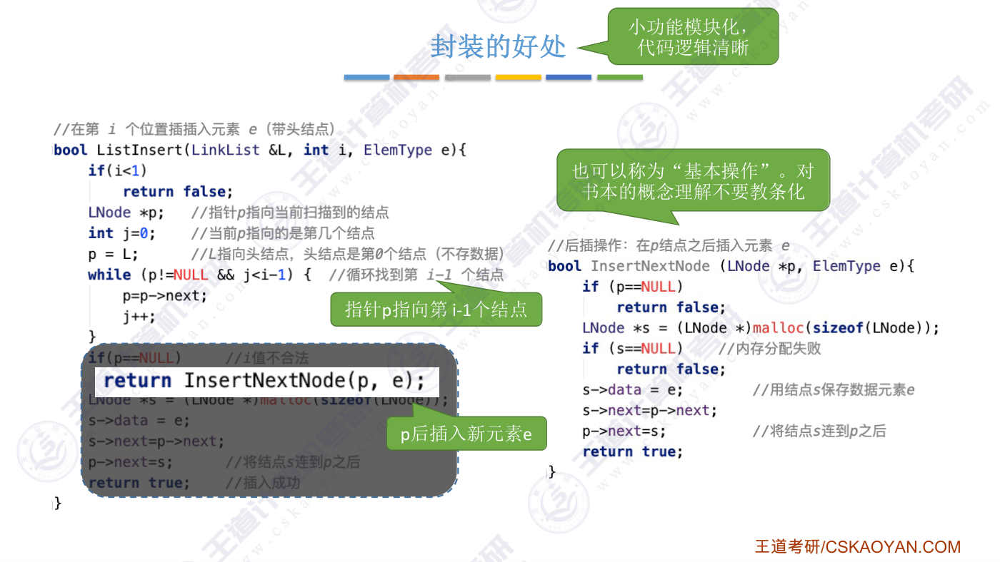 封装的好处
小功能模块化，
代码逻辑清晰
//在第 i 个位置插插入元素 e（带头结点）
bool ListInsert(LinkList &L, int i, ElemType e){
if(i<1)
return false;
LNode *p; //指针p指向当前扫描到的结点
int j=0; //当前p指向的是第几个结点
p = L; //L指向头结点，头结点是第0个结点（不存数据）
while (p!=NULL && j<i-1) { //循环找到第 i-1 个结点
p=p->next;
j++;
}
指针p指向第 i-1个结点
if(p==NULL) //i值不合法
return InsertNextNode(p, e);
LNode *s = (LNode *)malloc(sizeof(LNode));
s->data = e;
s->next=p->next;
p->next=s; //将结点s连到p之后
return true; //插入成功
}
p后插入新元素e
也可以称为“基本操作”。对
书本的概念理解不要教条化
//后插操作：在p结点之后插入元素 e
bool InsertNextNode (LNode *p, ElemType e){
if (p==NULL)
return false;
LNode *s = (LNode *)malloc(sizeof(LNode));
if (s==NULL) //内存分配失败
return false;
s->data = e; //用结点s保存数据元素e
s->next=p->next;
p->next=s; //将结点s连到p之后
return true;
}
王道考研/CSKAOYAN.COM